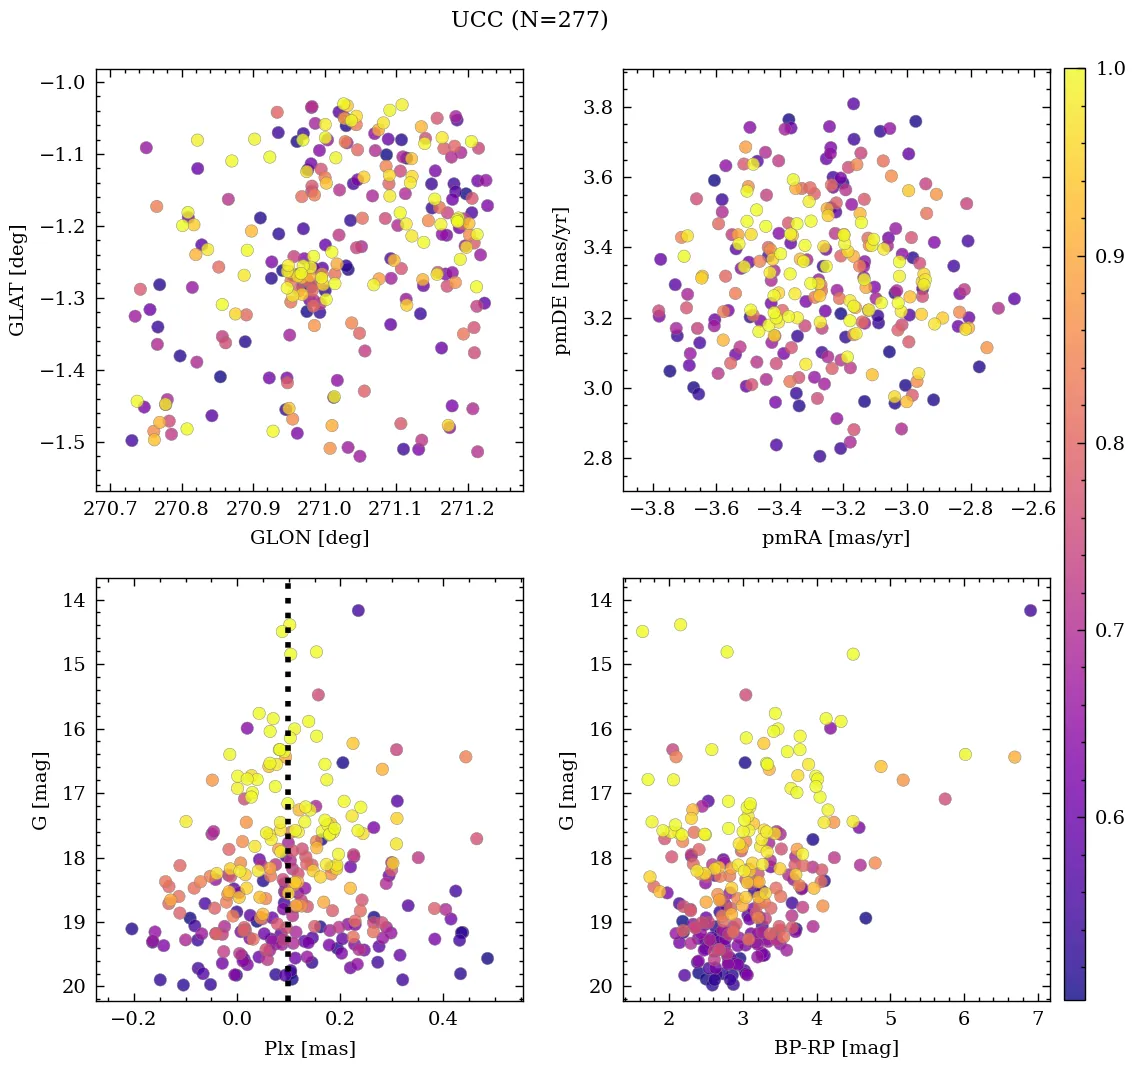 UCC (N=277)
−1.0
−1.1
−1.2
−1.3
−1.4
−1.5
GLAT [deg]
270.7 270.8 270.9 271.0 271.1 271.2
GLON [deg]
3.8
3.6
3.4
3.2
3.0
2.8
pmDE [mas/yr]
−3.8 −3.6 −3.4 −3.2 −3.0 −2.8 −2.6
pmRA [mas/yr]
1.0
0.9
0.8
0.7
0.6
14
15
16
17
18
19
20
G [mag]
−0.2 0.0 0.2 0.4
Plx [mas]
14
15
16
17
18
19
20
G [mag]
2 3 4 5 6 7
BP-RP [mag]